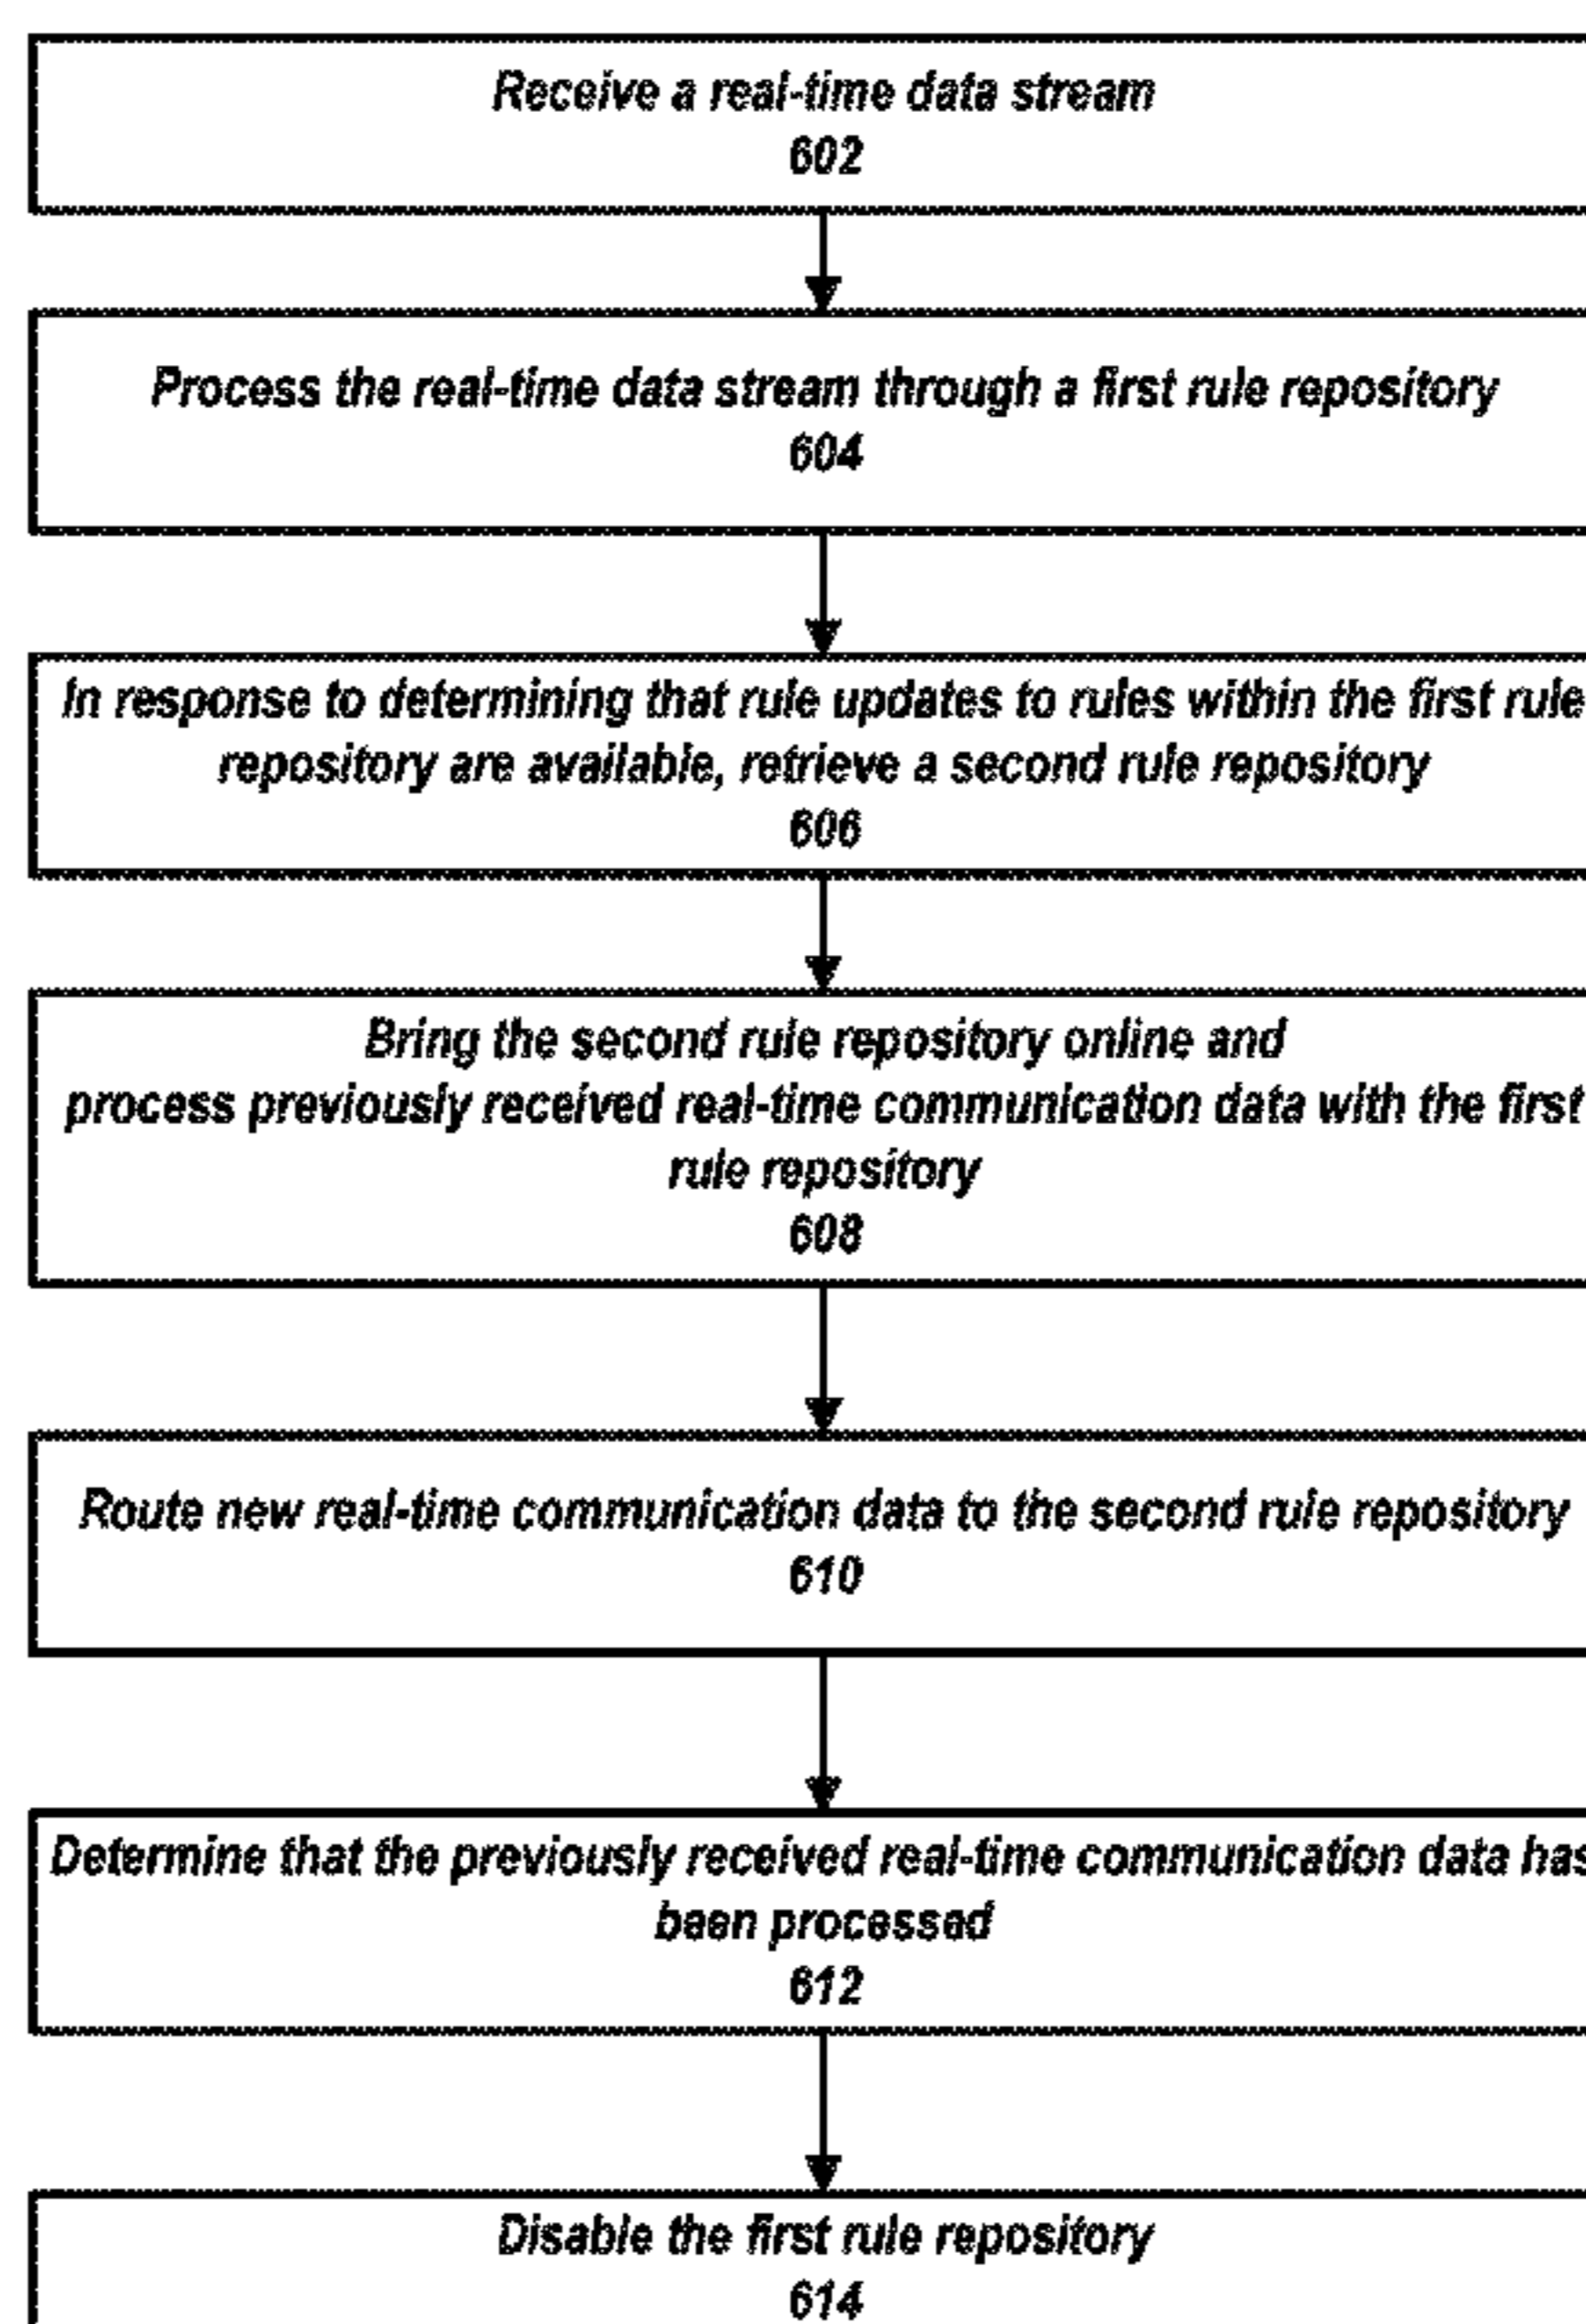 Receive a real-time data stream
602
Process the real-time data stream through a first rule repository
604
In response to determining that rule updates to rules within the first rule
repository are available, retrieve a second rule repository
606
Bring the second rule repository online and
process previously received real-time communication data with the first
rule repository
608
Route new real-time communication data to the second rule repository
610
Determine that the previously received real-time communication data has
been processed
612
Disable the first rule repository
614